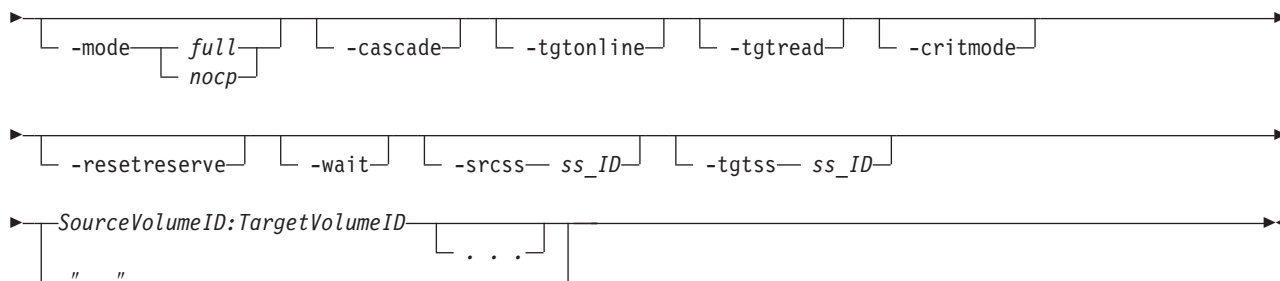 -mode full -cascade -tgtonline -tgtread -critmode
nocp
-resetreserve -wait -srcss ss_ID -tgtss ss_ID
SourceVolumeID:TargetVolumeID
. . .
" "